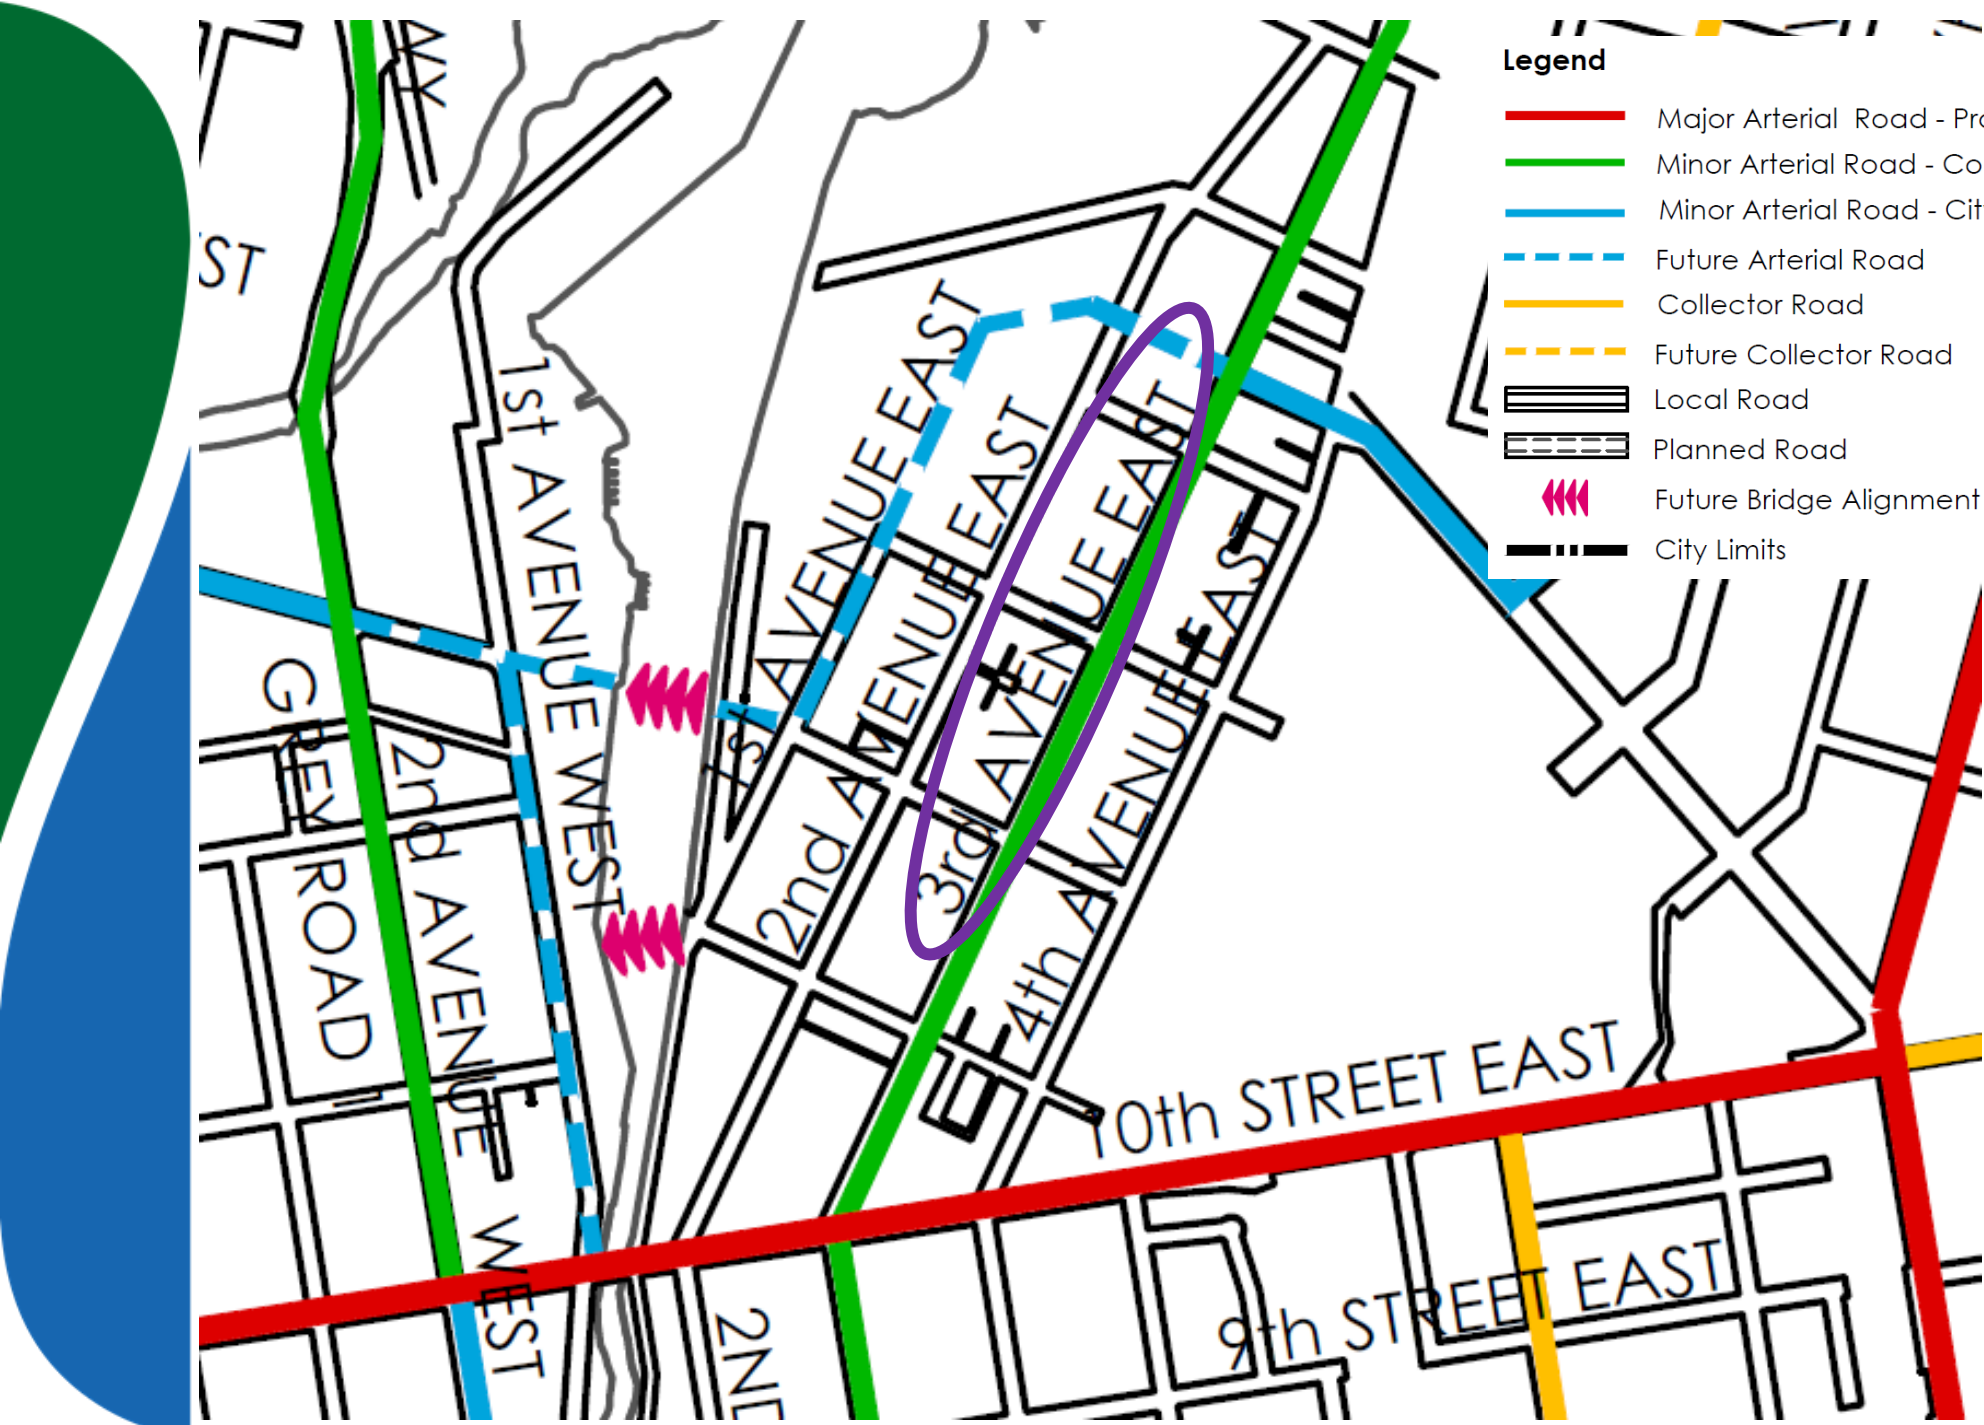 Legend
Major Arterial Road - Pro
Minor Arterial Road - Co
Minor Arterial Road - Cit
Future Arterial Road
Collector Road
Future Collector Road
Local Road
Planned Road
Future Bridge Alignment
City Limits
WY
ST
1st AVENUE WEST
1st AVENUE EAST
2nd AVENUE EAST
3rd AVENUE EAST
4th AVENUE EAST
GREY ROAD 1
2nd AVENUE WEST
10th STREET EAST
9th STREET EAST
2ND